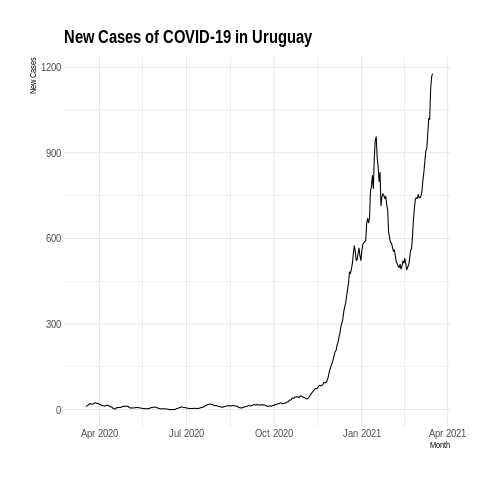 New Cases of COVID-19 in Uruguay
New Cases
1200
900
600
300
0
Apr 2020
Jul 2020
Oct 2020
Jan 2021
Apr 2021
Month